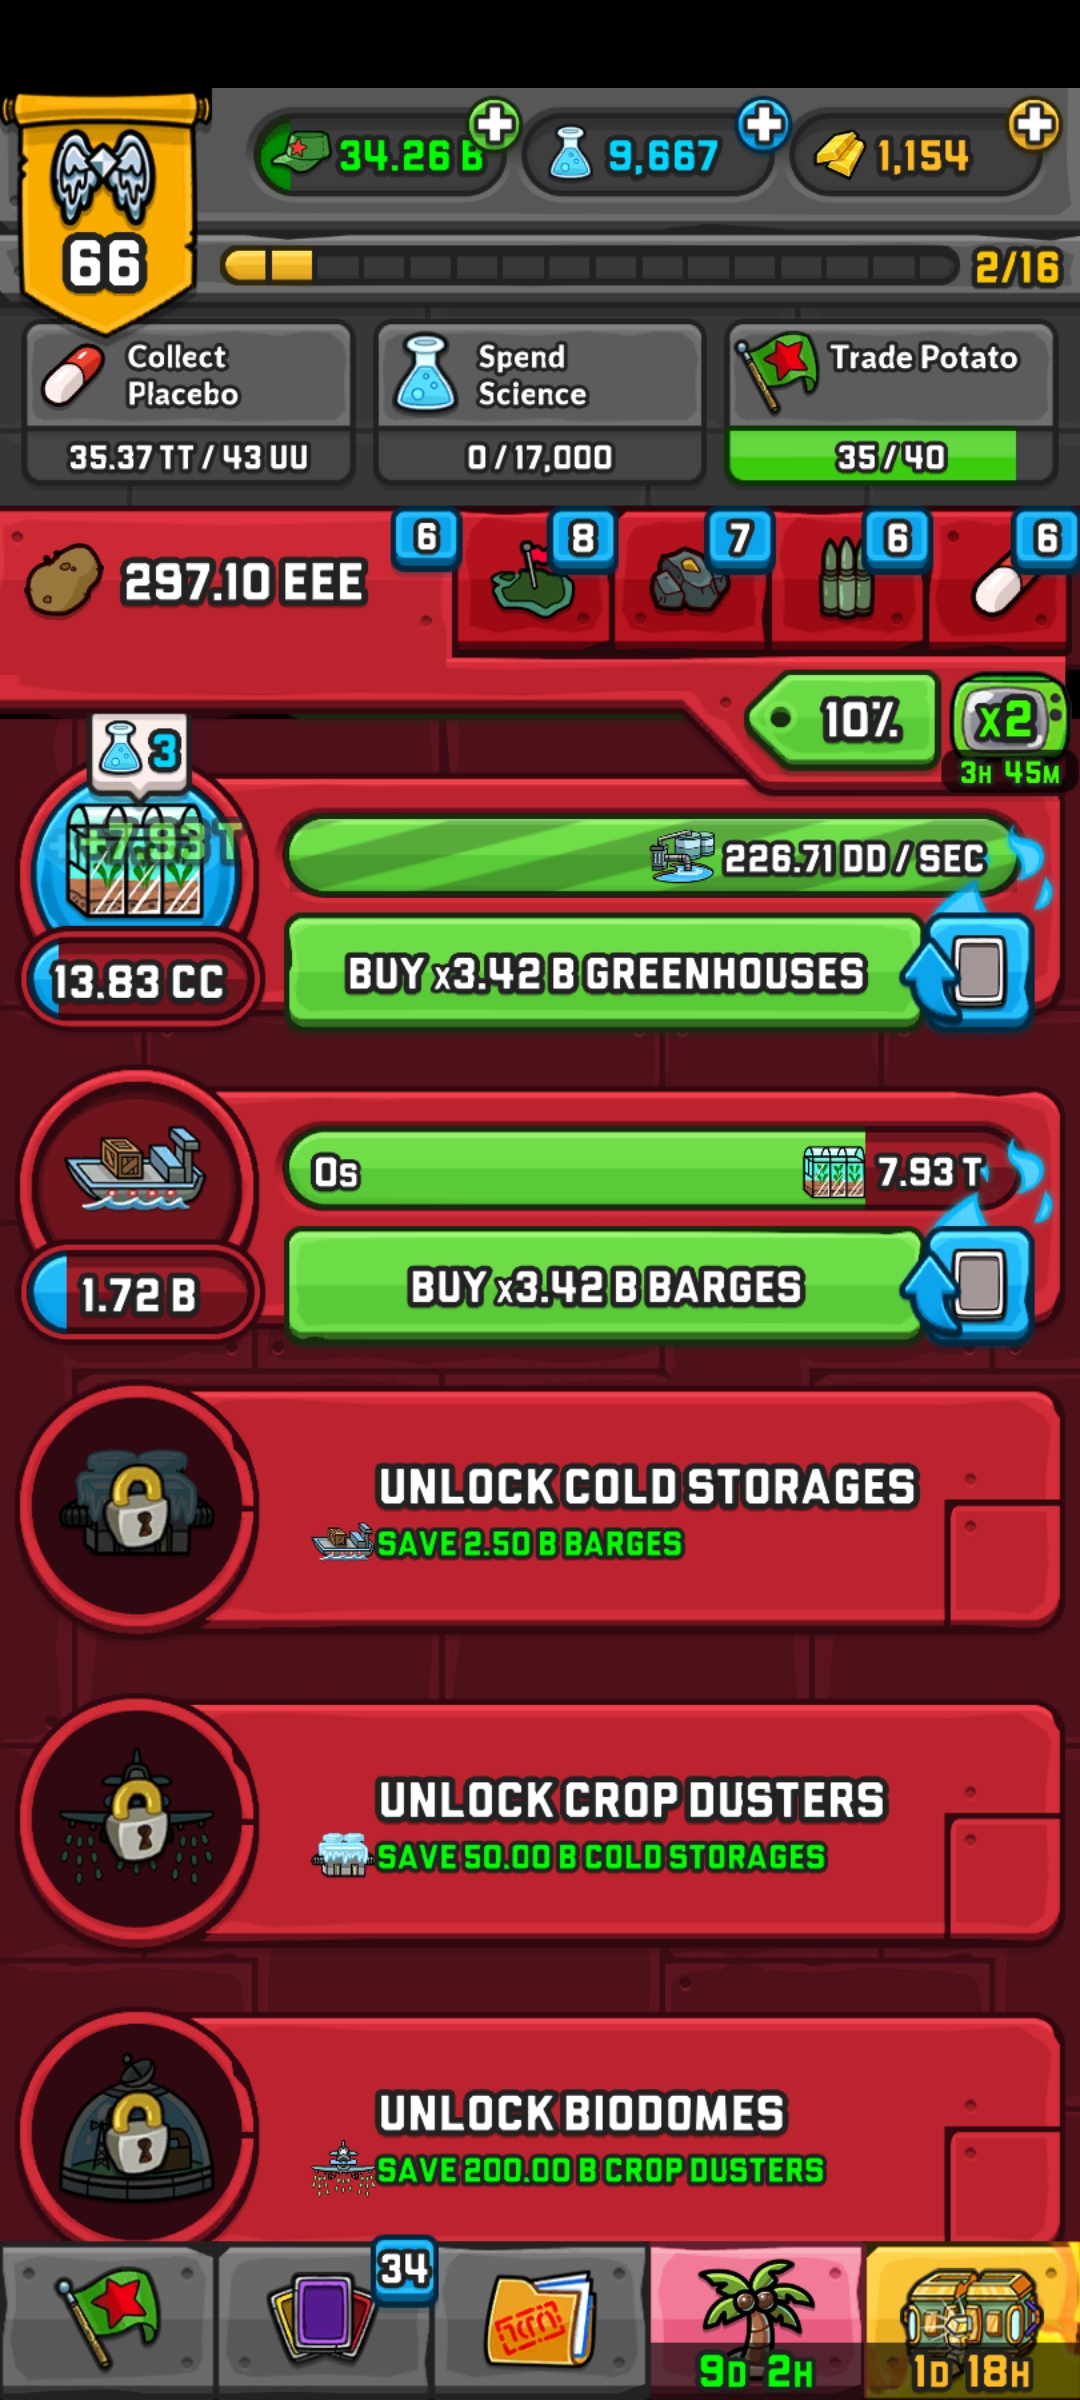 34.26 B
9,667
1,154
66
2/16
Collect
Placebo
35.37 TT / 43 UU
Spend
Science
0 / 17,000
Trade Potato
35 / 40
297.10 EEE
6
8
7
6
6
10%
x2
3H 45M
3
+7.93 T
226.71 DD / SEC
13.83 CC
BUY x3.42 B GREENHOUSES
0s
7.93 T
1.72 B
BUY x3.42 B BARGES
UNLOCK COLD STORAGES
SAVE 2.50 B BARGES
UNLOCK CROP DUSTERS
SAVE 50.00 B COLD STORAGES
UNLOCK BIODOMES
SAVE 200.00 B CROP DUSTERS
34
9D 2H
1D 18H